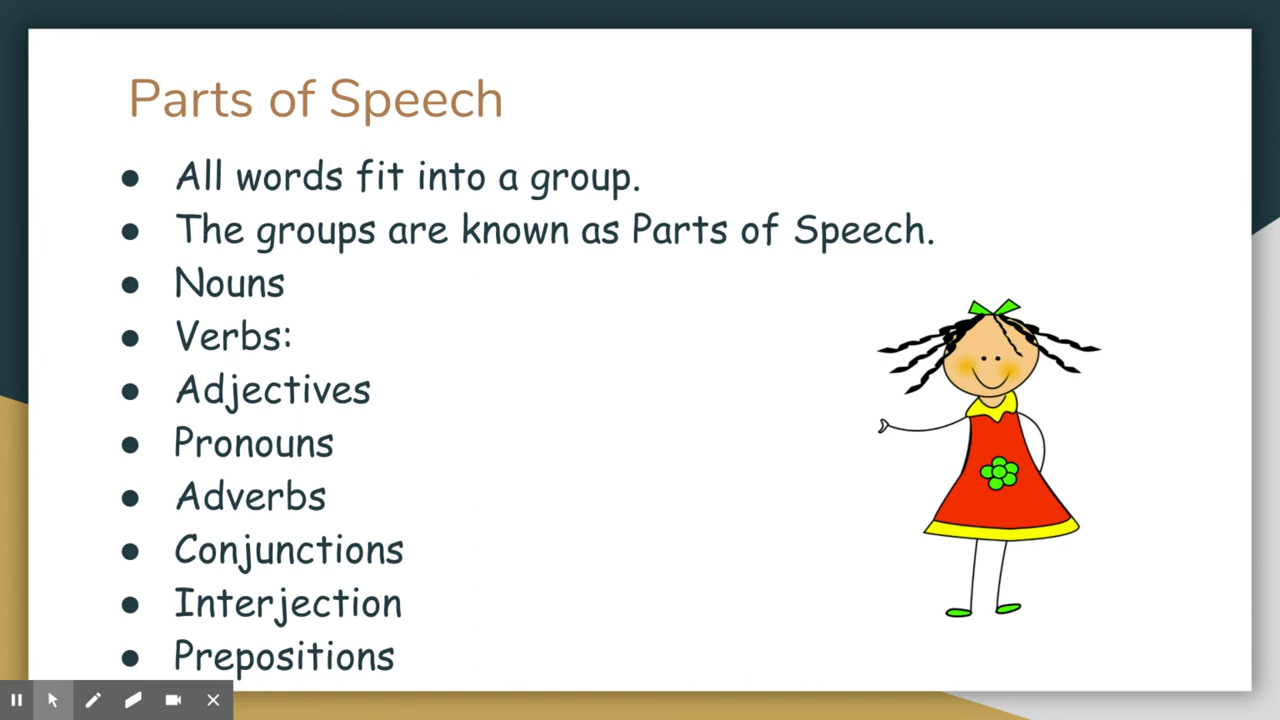 Parts of Speech
● All words fit into a group.
● The groups are known as Parts of Speech.
● Nouns
● Verbs:
● Adjectives
● Pronouns
● Adverbs
● Conjunctions
● Interjection
● Prepositions